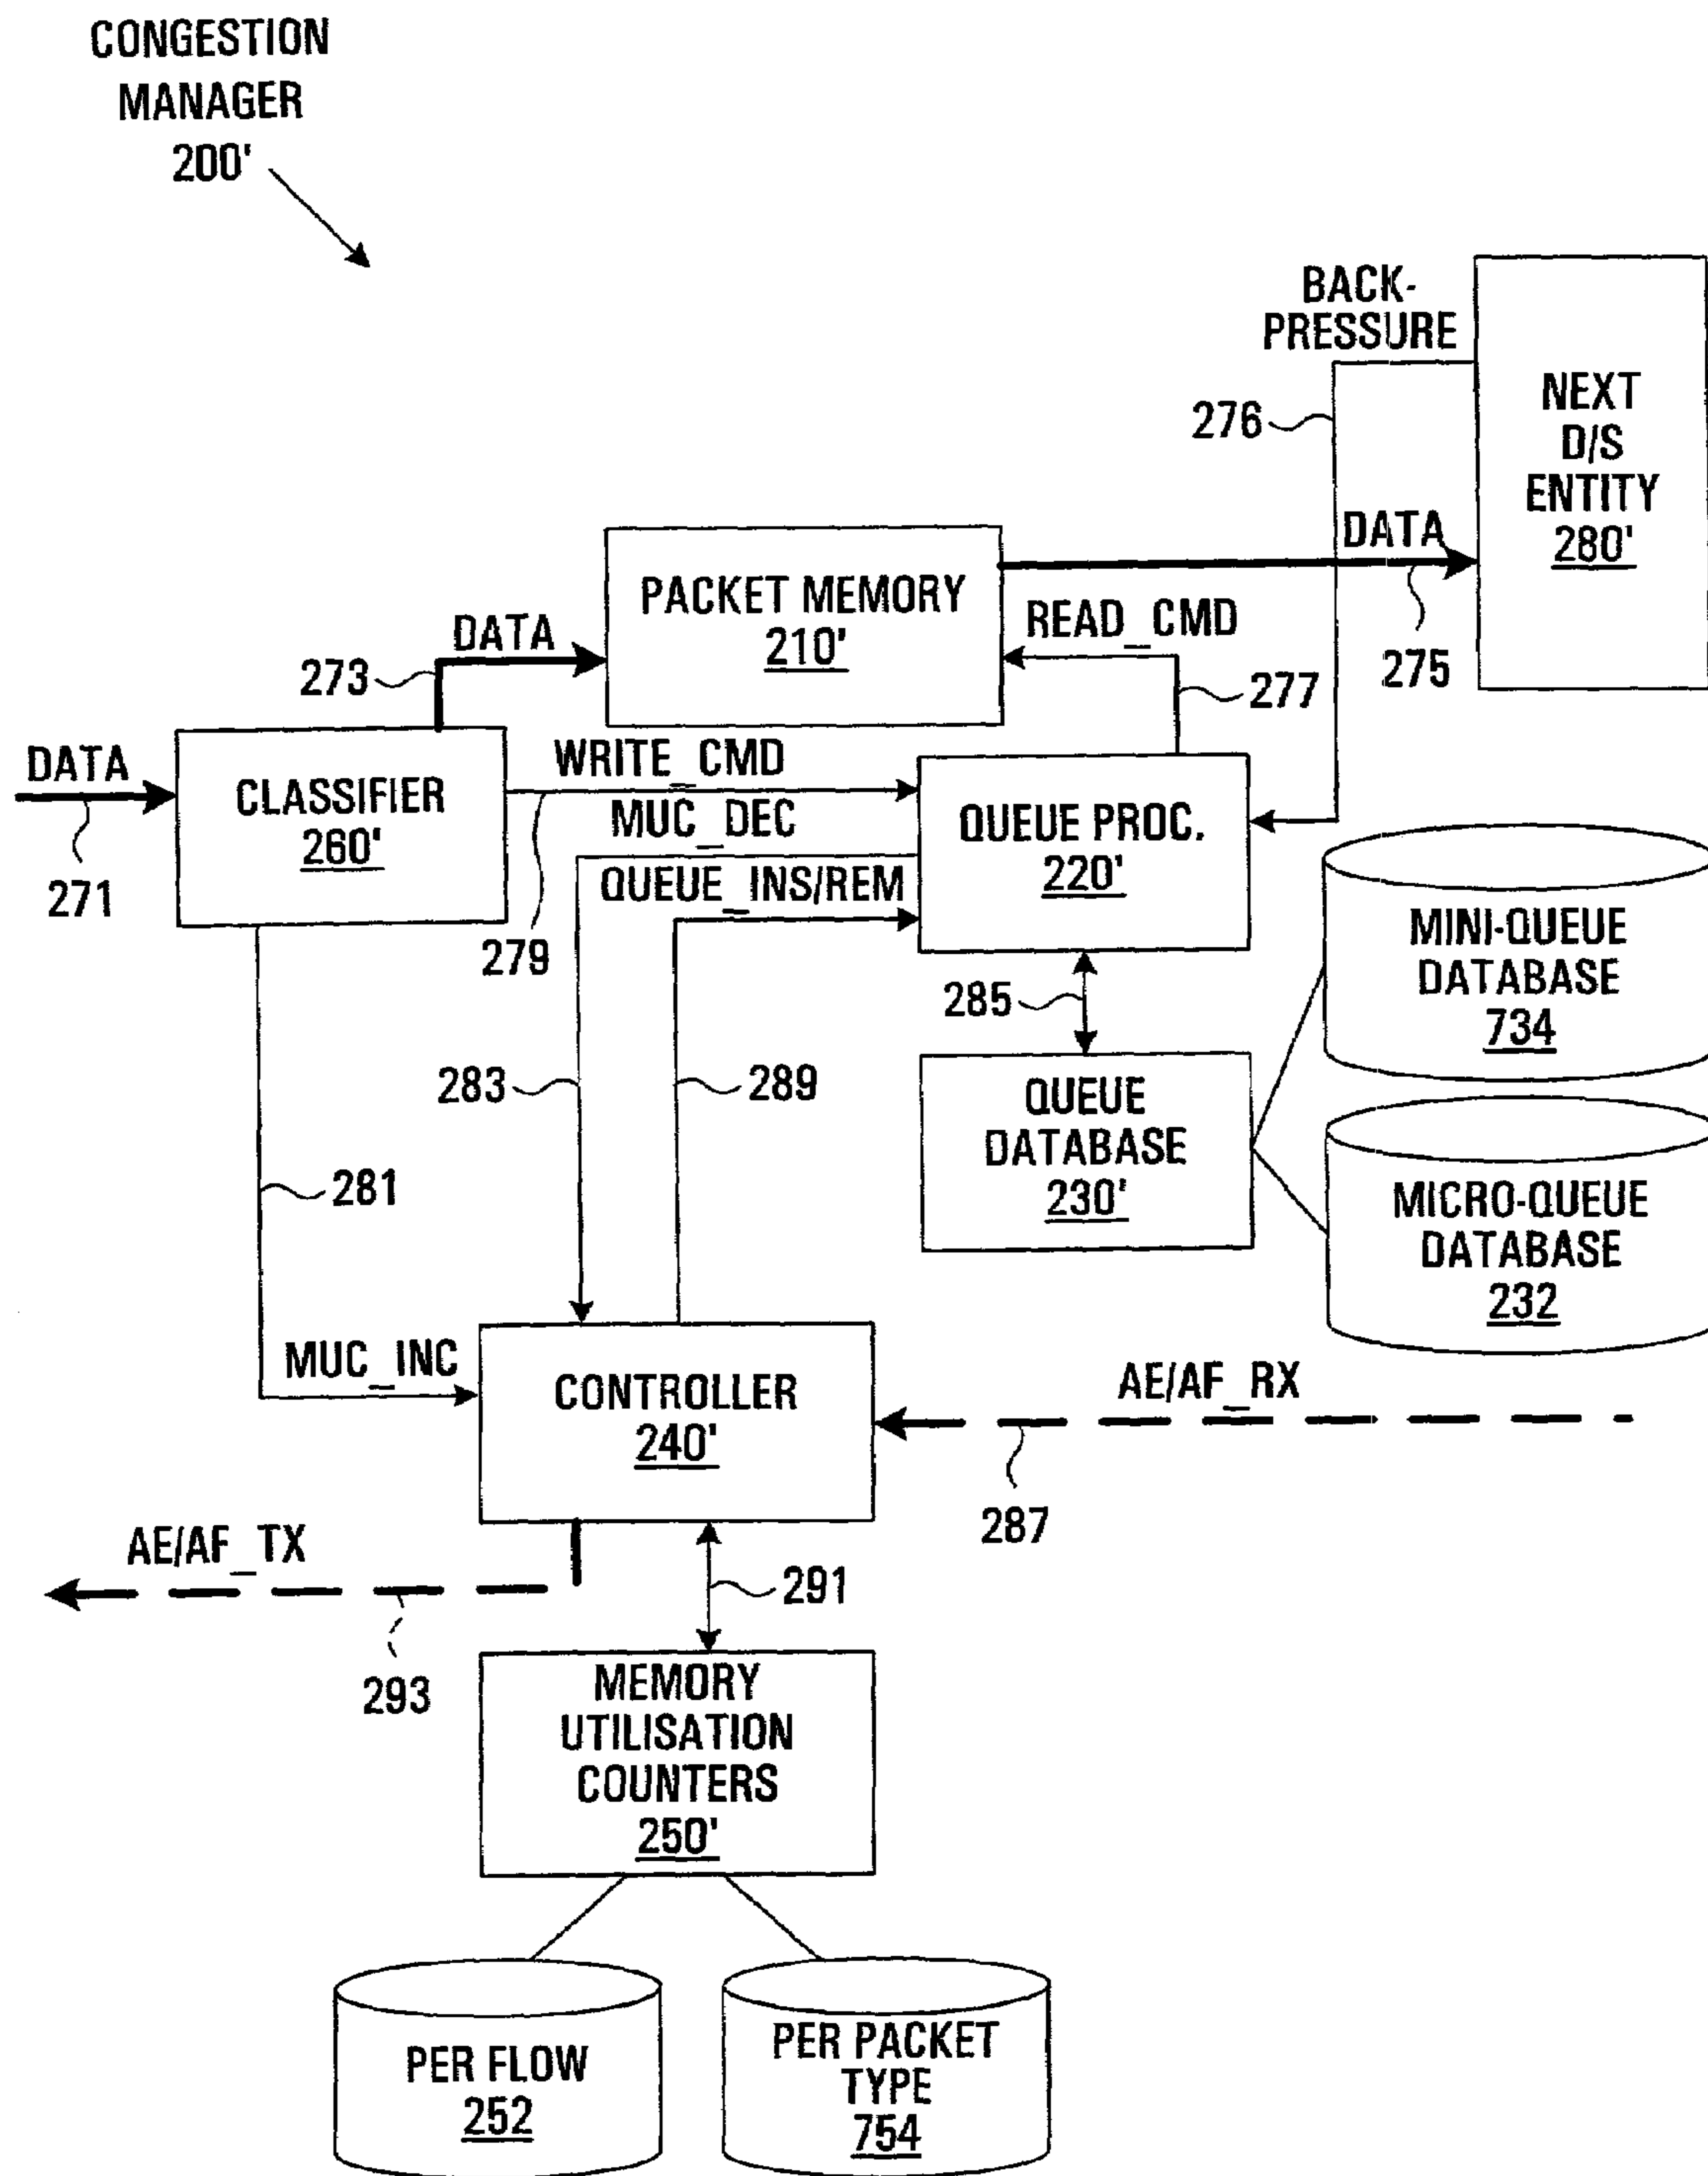 CONGESTION
MANAGER
200'
BACK-
PRESSURE
276
NEXT
D/S
ENTITY
280'
DATA
275
PACKET MEMORY
210'
READ_CMD
277
DATA
273
DATA
271
CLASSIFIER
260'
WRITE_CMD
279
MUC_DEC
QUEUE_INS/REM
QUEUE PROC.
220'
285
MINI-QUEUE
DATABASE
734
283
289
QUEUE
DATABASE
230'
MICRO-QUEUE
DATABASE
232
281
MUC_INC
CONTROLLER
240'
AE/AF_RX
287
AE/AF_TX
293
291
MEMORY
UTILISATION
COUNTERS
250'
PER FLOW
252
PER PACKET
TYPE
754